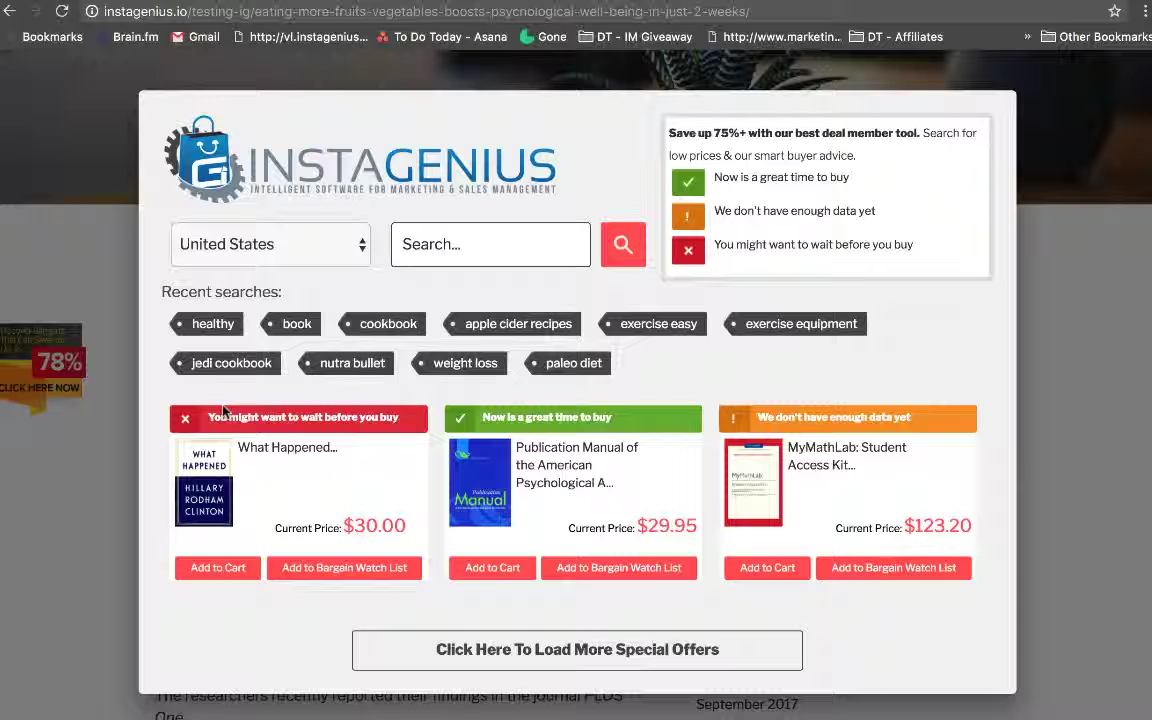 instagenius.io/testing-ig/eating-more-fruits-vegetables-boosts-psycnological-well-being-in-just-2-weeks/
Bookmarks Brain.fm Gmail http://vl.instagenius... To Do Today - Asana Gone DT - IM Giveaway http://www.marketin... DT - Affiliates » Other Bookmarks
INSTAGENIUS
INTELLIGENT SOFTWARE FOR MARKETING & SALES MANAGEMENT
Save up 75%+ with our best deal member tool. Search for
low prices & our smart buyer advice.
Now is a great time to buy
We don't have enough data yet
You might want to wait before you buy
United States
Search...
Recent searches:
healthy book cookbook apple cider recipes exercise easy exercise equipment
jedi cookbook nutra bullet weight loss paleo diet
78%
CLICK HERE NOW
You might want to wait before you buy
WHAT
HAPPENED
HILLARY
RODHAM
CLINTON
What Happened...
Current Price: $30.00
Add to Cart Add to Bargain Watch List
Now is a great time to buy
Publication
Manual
Publication Manual of
the American
Psychological A...
Current Price: $29.95
Add to Cart Add to Bargain Watch List
We don't have enough data yet
MyMathLab
MyMathLab: Student
Access Kit...
Current Price: $123.20
Add to Cart Add to Bargain Watch List
Click Here To Load More Special Offers
The researchers recently reported their findings in the journal PLOS
One
September 2017